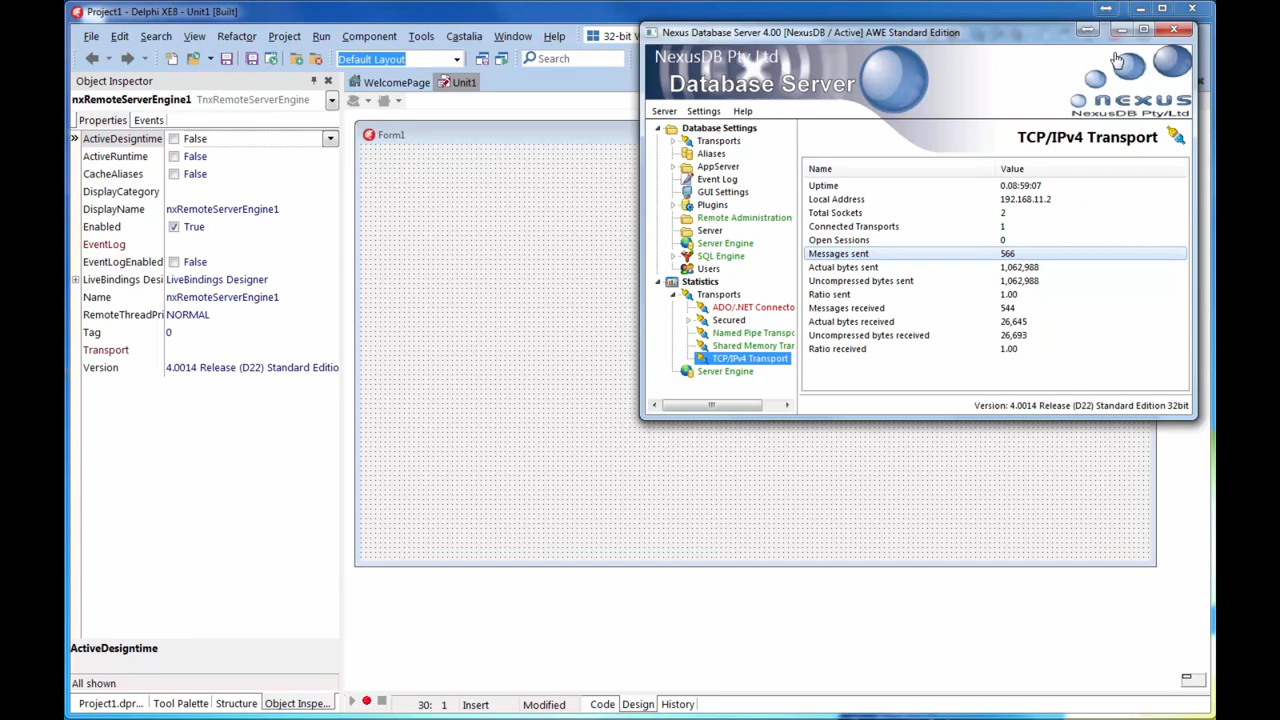 Project1 - Delphi XE8 - Unit1 [Built]
File Edit Search View Refactor Project Run Component Tools Castalia Window Help
32-bit W
Default Layout
Search
Object Inspector
nxRemoteServerEngine1 TnxRemoteServerEngine
Properties Events
ActiveDesigntime False
ActiveRuntime False
CacheAliases False
DisplayCategory
DisplayName nxRemoteServerEngine1
Enabled True
EventLog
EventLogEnabled False
LiveBindings Desi LiveBindings Designer
Name nxRemoteServerEngine1
RemoteThreadPri NORMAL
Tag 0
Transport
Version 4.0014 Release (D22) Standard Editio
ActiveDesigntime
All shown
Project1.dpr... Tool Palette Structure Object Inspe...
WelcomePage Unit1
Form1
30: 1 Insert Modified Code Design History
Nexus Database Server 4.00 [NexusDB / Active] AWE Standard Edition
NexusDB Pty Ltd
Database Server
nexus
NexusDB Pty/Ltd
Server Settings Help
TCP/IPv4 Transport
Database Settings
Transports
Aliases
AppServer
Event Log
GUI Settings
Plugins
Remote Administration
Server
Server Engine
SQL Engine
Users
Statistics
Transports
ADO/.NET Connecto
Secured
Named Pipe Transpo
Shared Memory Tran
TCP/IPv4 Transport
Server Engine
Name Value
Uptime 0.08:59:07
Local Address 192.168.11.2
Total Sockets 2
Connected Transports 1
Open Sessions 0
Messages sent 566
Actual bytes sent 1,062,988
Uncompressed bytes sent 1,062,988
Ratio sent 1.00
Messages received 544
Actual bytes received 26,645
Uncompressed bytes received 26,693
Ratio received 1.00
Version: 4.0014 Release (D22) Standard Edition 32bit